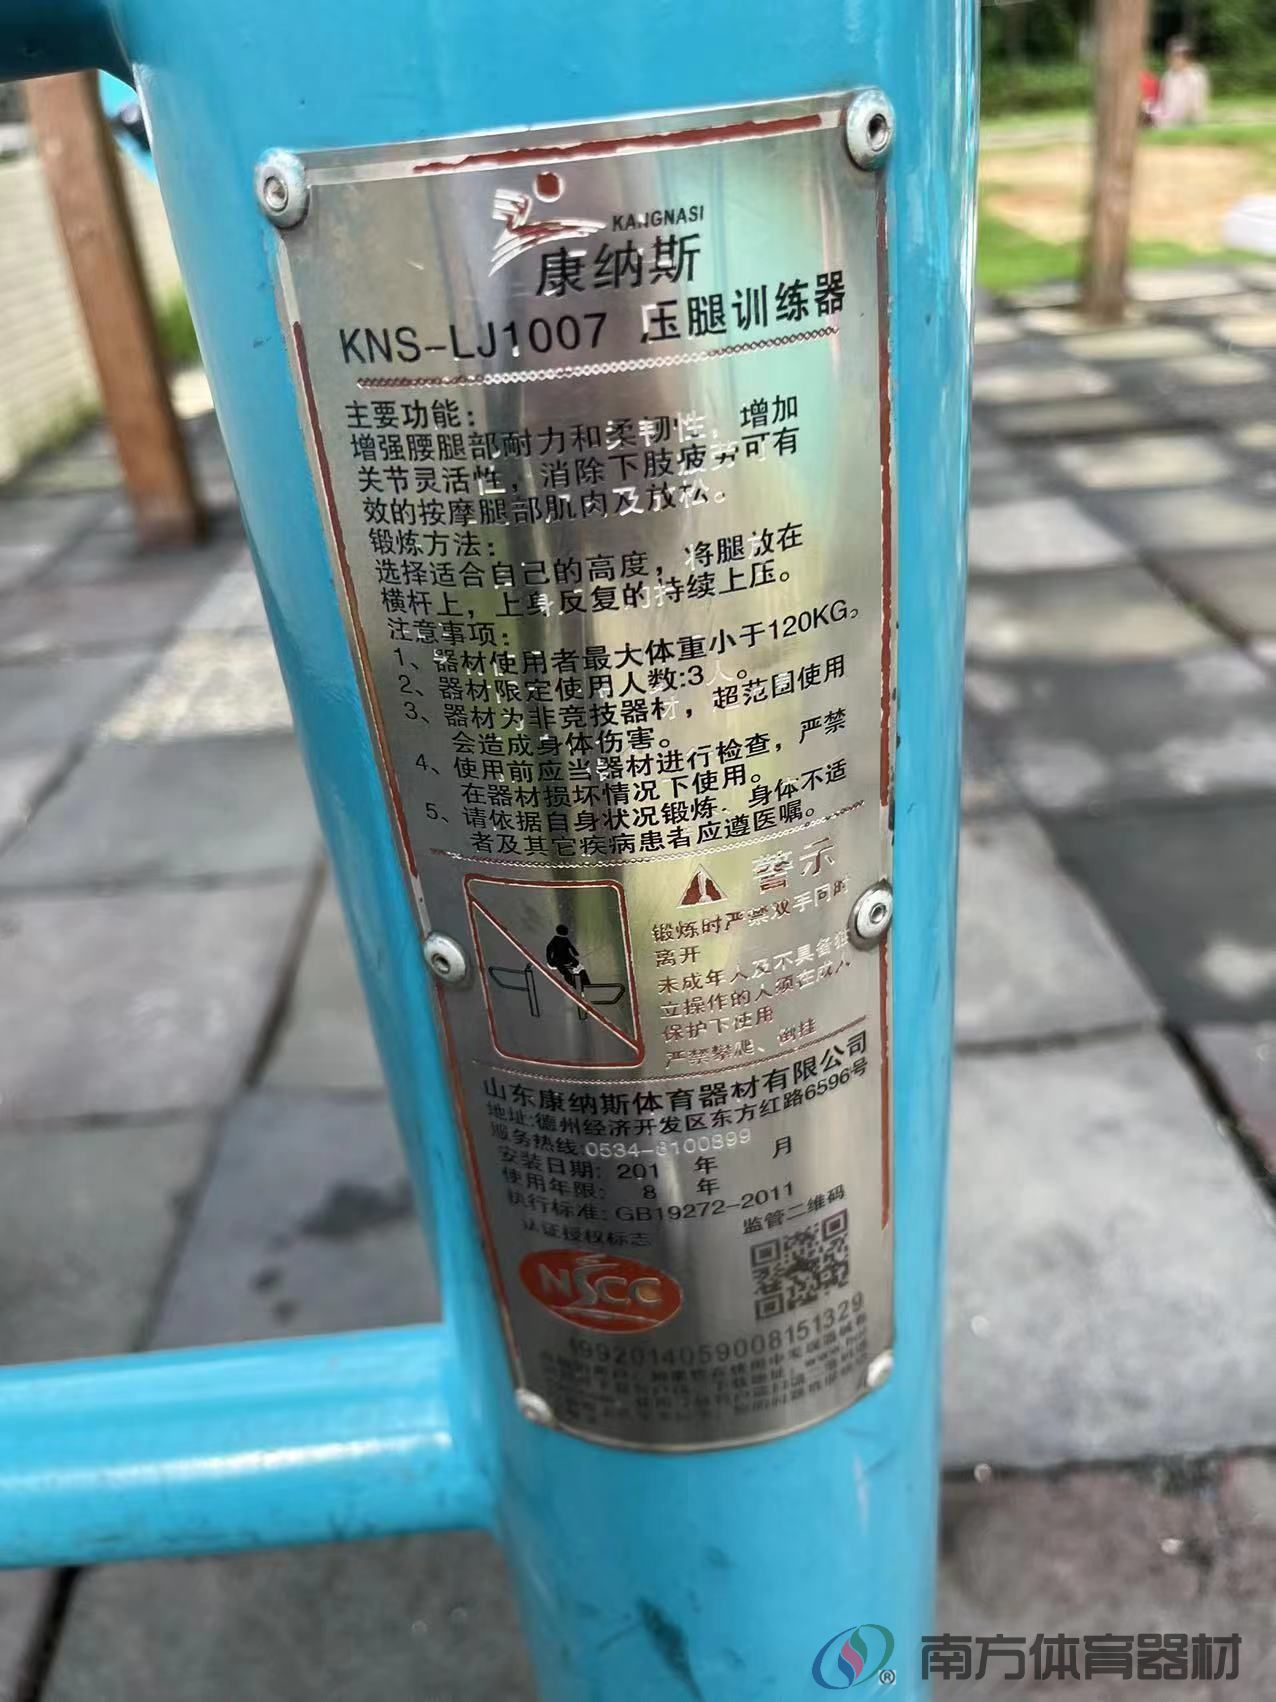 KANGNASI
康纳斯
KNS-LJ1007 压腿训练器
主要功能：
增强腰腿部耐力和柔韧性，增加
关节灵活性，消除下肢疲劳可有
效的按摩腿部肌肉及放松。
锻炼方法：
选择适合自己的高度，将腿放在
横杆上，上身反复的持续上压。
注意事项：
1、器材使用者最大体重小于120KG。
2、器材限定使用人数:3人。
3、器材为非竞技器材，超范围使用
会造成身体伤害。
4、使用前应当器材进行检查，严禁
在器材损坏情况下使用。
5、请依据自身状况锻炼、身体不适
者及其它疾病患者应遵医嘱。
警示
锻炼时严禁双手同时
离开
未成年人及不具备独
立操作的人须在成人
保护下使用
严禁攀爬、倒挂
山东康纳斯体育器材有限公司
地址:德州经济开发区东方红路6596号
服务热线:0534-8100899
安装日期: 201 年 月
使用年限: 8 年
执行标准: GB19272-2011
认证授权标志 监管二维码
NSCC
南方体育器材